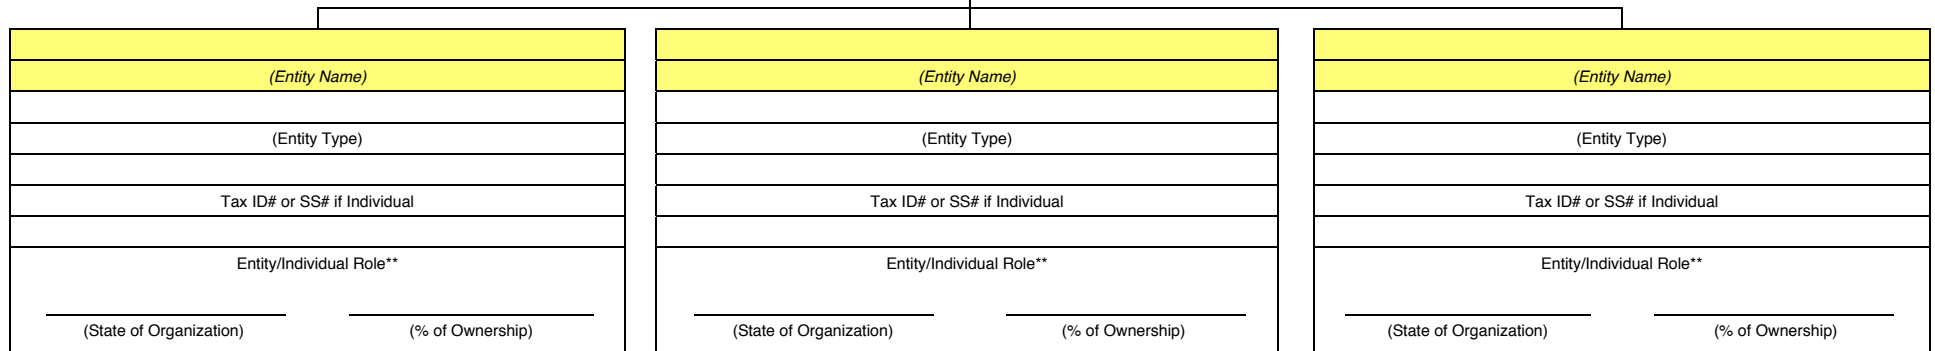 (Entity Name) (Entity Name) (Entity Name)
(Entity Type) (Entity Type) (Entity Type)
Tax ID# or SS# if Individual Tax ID# or SS# if Individual Tax ID# or SS# if Individual
Entity/Individual Role** Entity/Individual Role** Entity/Individual Role**
(State of Organization) (% of Ownership) (State of Organization) (% of Ownership) (State of Organization) (% of Ownership)